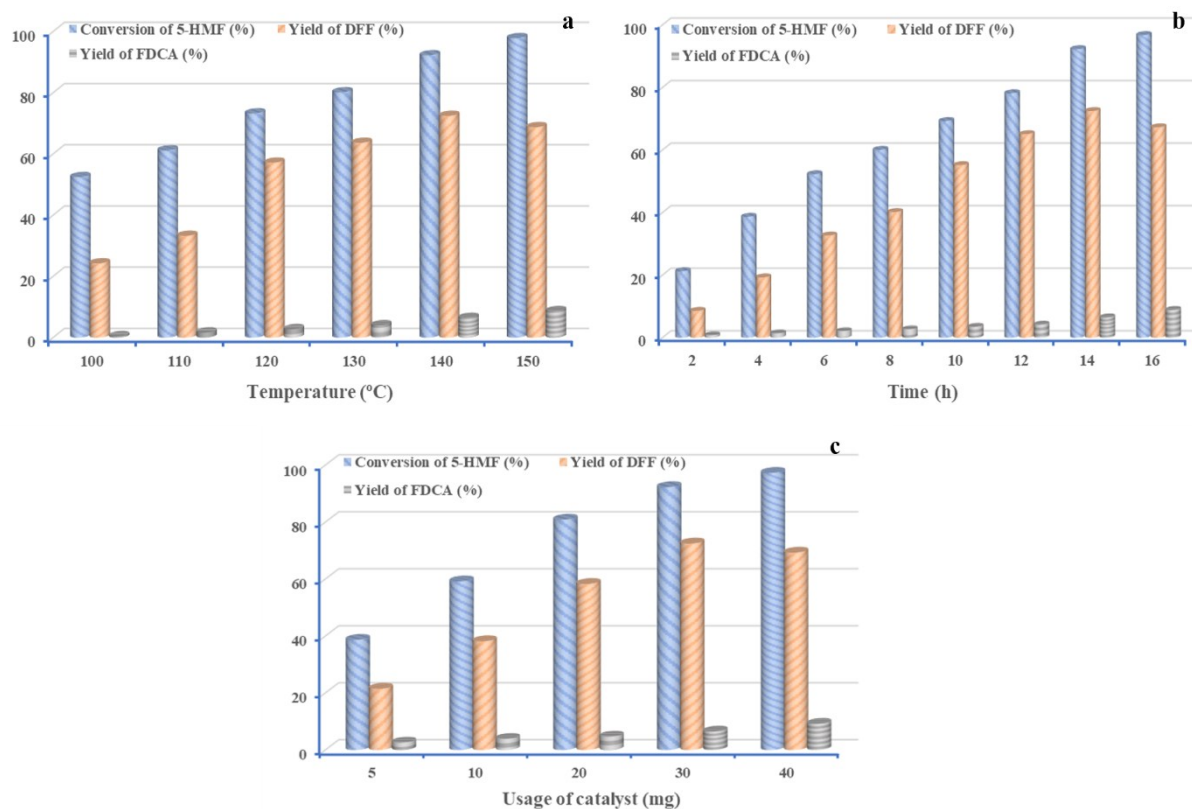 a
Conversion of 5-HMF (%) Yield of DFF (%)
Yield of FDCA (%)
100
80
60
40
20
0
100 110 120 130 140 150
Temperature (°C)
b
Conversion of 5-HMF (%) Yield of DFF (%)
Yield of FDCA (%)
100
80
60
40
20
0
2 4 6 8 10 12 14 16
Time (h)
c
Conversion of 5-HMF (%) Yield of DFF (%)
Yield of FDCA (%)
100
80
60
40
20
0
5 10 20 30 40
Usage of catalyst (mg)